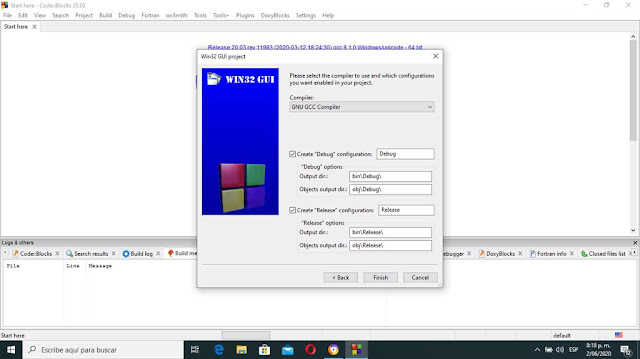 Start here - Code::Blocks 20.03
File Edit View Search Project Build Debug Fortran wxSmith Tools Tools+ Plugins DoxyBlocks Settings Help
Start here
Release 20.03 rev 11983 (2020-03-12 18:24:30) gcc 8.1.0 Windows/unicode - 64 bit
Win32 GUI project
WIN32 GUI
Please select the compiler to use and which configurations
you want enabled in your project.
Compiler:
GNU GCC Compiler
Create "Debug" configuration: Debug
"Debug" options
Output dir.: bin\Debug\
Objects output dir.: obj\Debug\
Create "Release" configuration: Release
"Release" options
Output dir.: bin\Release\
Objects output dir.: obj\Release\
< Back Finish Cancel
Logs & others
Code::Blocks Search results Build log Build me ebugger DoxyBlocks Fortran info Closed files list
File Line Message
Start here default
Escribe aquí para buscar
ESP
8:18 p. m.
2/06/2020